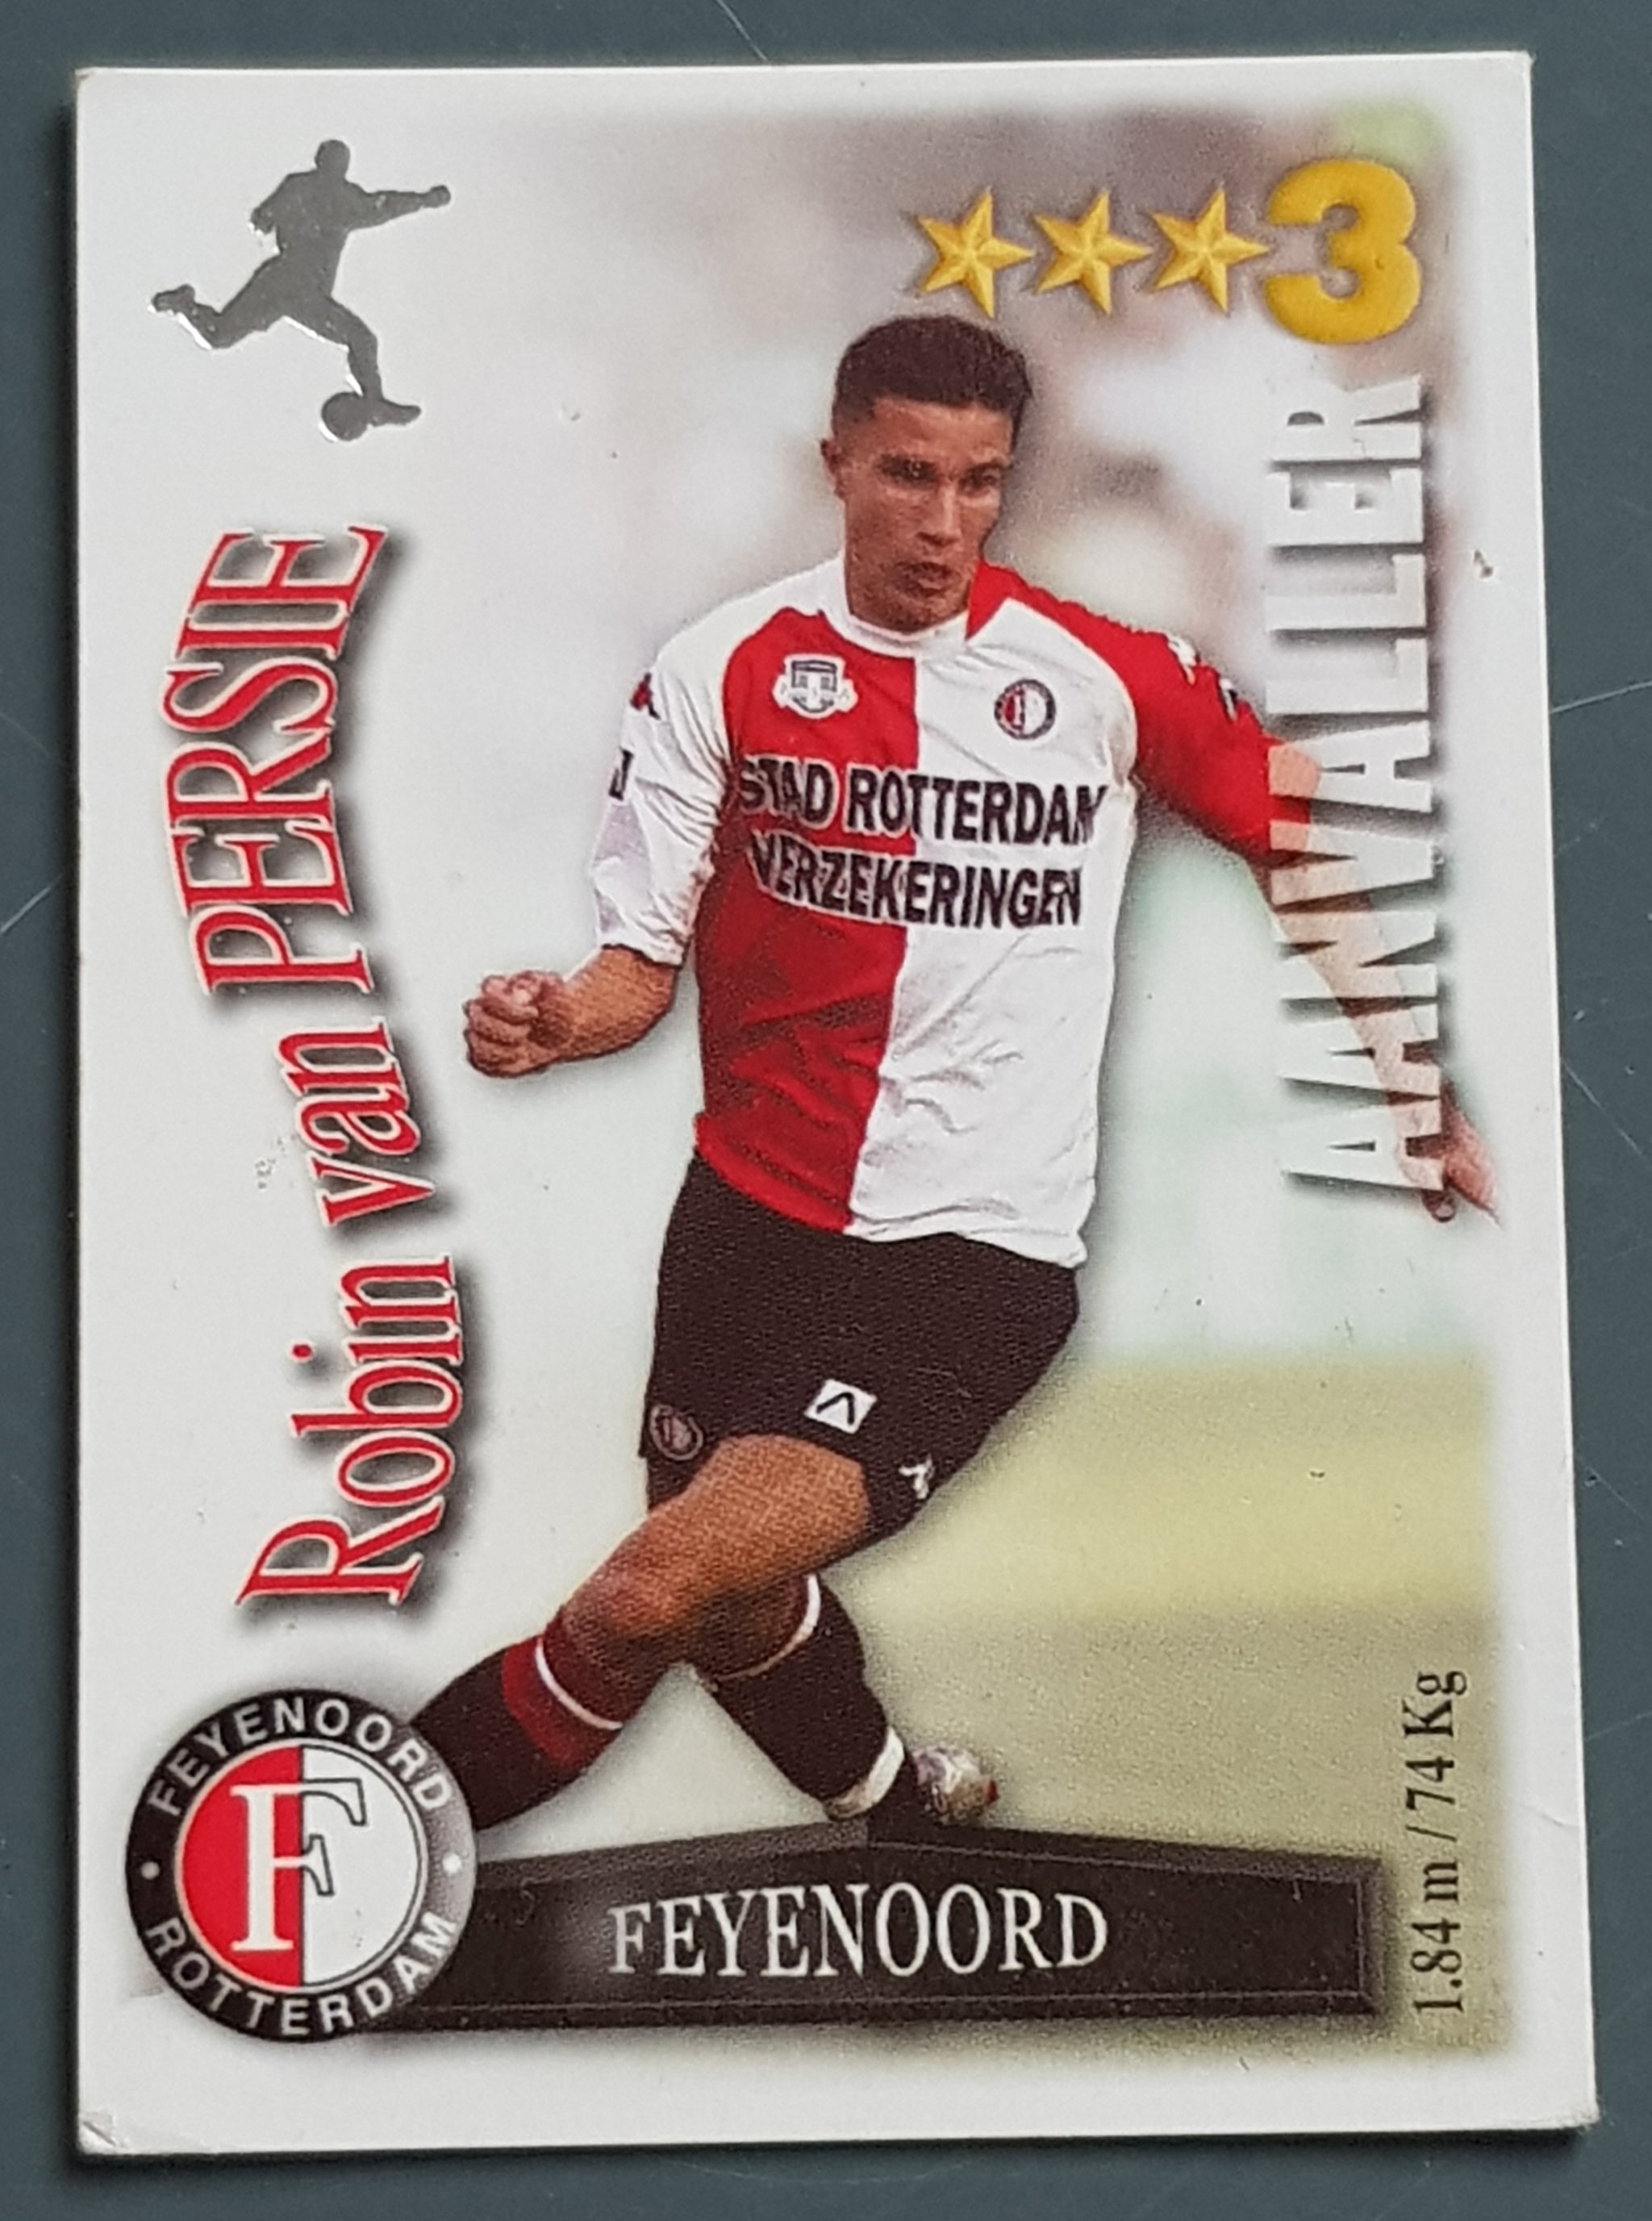 3
AANVALLER
Robin van PERSIE
STAD ROTTERDAM
VERZEKERINGEN
FEYENOORD
ROTTERDAM
F
FEYENOORD
1.84 m / 74 Kg